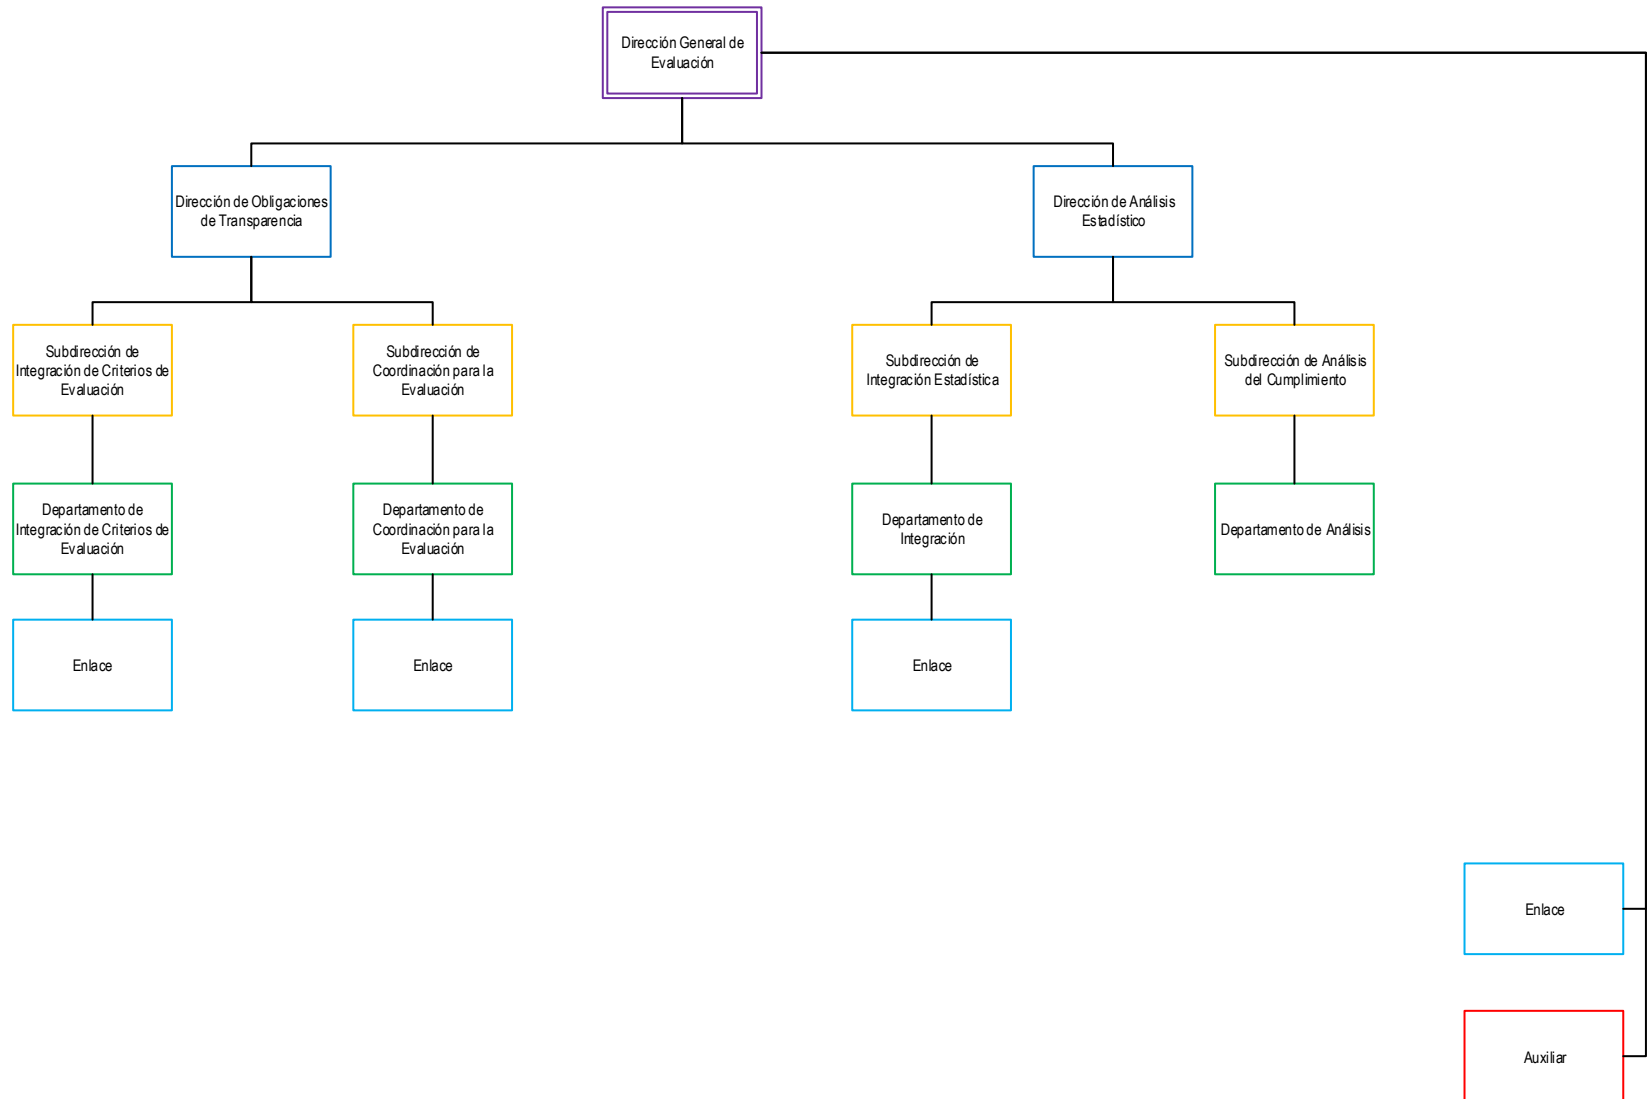 Dirección General de
Evaluación
Dirección de Obligaciones
de Transparencia
Dirección de Análisis
Estadístico
Subdirección de
Integración de Criterios de
Evaluación
Subdirección de
Coordinación para la
Evaluación
Subdirección de
Integración Estadística
Subdirección de Análisis
del Cumplimiento
Departamento de
Integración de Criterios de
Evaluación
Departamento de
Coordinación para la
Evaluación
Departamento de
Integración
Departamento de Análisis
Enlace
Enlace
Enlace
Enlace
Auxiliar